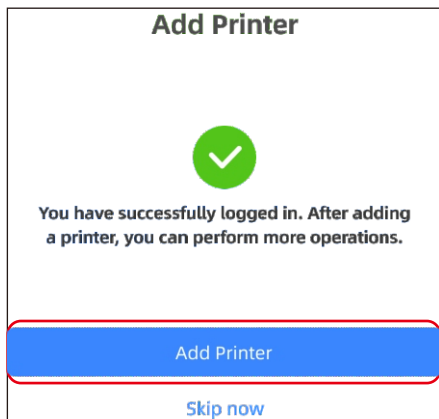 Add Printer
You have successfully logged in. After adding
a printer, you can perform more operations.
Add Printer
Skip now